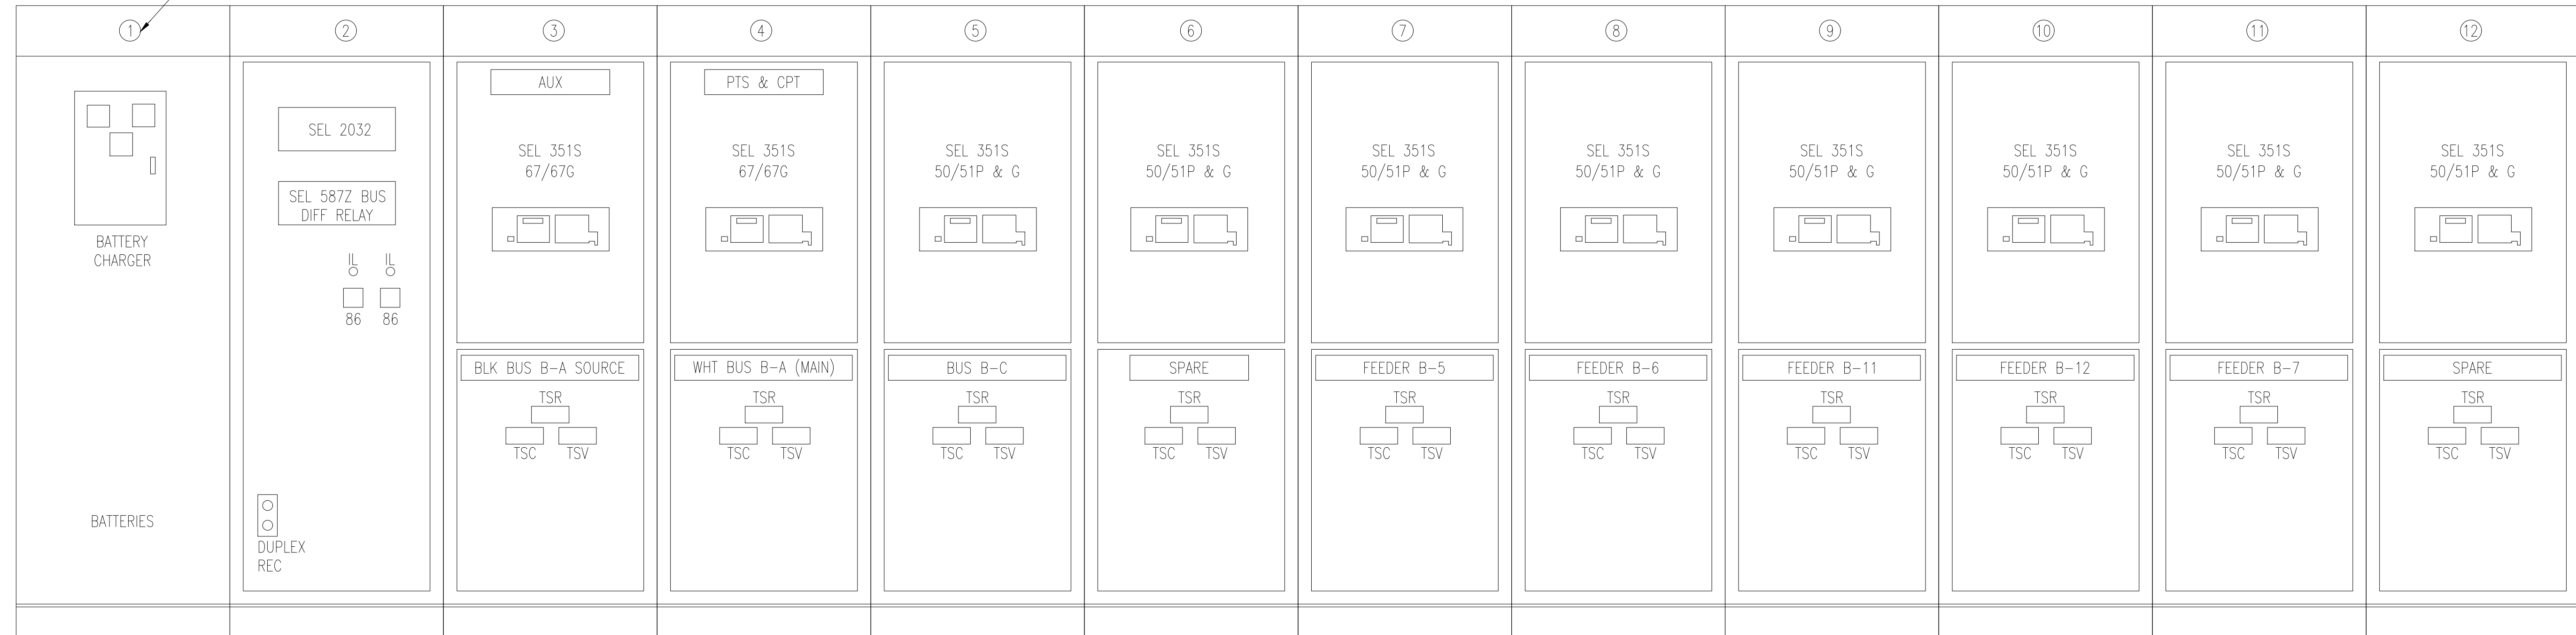 1
2
3
4
5
6
7
8
9
10
11
12
BATTERY
CHARGER
BATTERIES
SEL 2032
SEL 587Z BUS
DIFF RELAY
IL
IL
86
86
DUPLEX
REC
AUX
SEL 351S
67/67G
BLK BUS B-A SOURCE
TSR
TSC
TSV
PTS & CPT
SEL 351S
67/67G
WHT BUS B-A (MAIN)
TSR
TSC
TSV
SEL 351S
50/51P & G
BUS B-C
TSR
TSC
TSV
SEL 351S
50/51P & G
SPARE
TSR
TSC
TSV
SEL 351S
50/51P & G
FEEDER B-5
TSR
TSC
TSV
SEL 351S
50/51P & G
FEEDER B-6
TSR
TSC
TSV
SEL 351S
50/51P & G
FEEDER B-11
TSR
TSC
TSV
SEL 351S
50/51P & G
FEEDER B-12
TSR
TSC
TSV
SEL 351S
50/51P & G
FEEDER B-7
TSR
TSC
TSV
SEL 351S
50/51P & G
SPARE
TSR
TSC
TSV